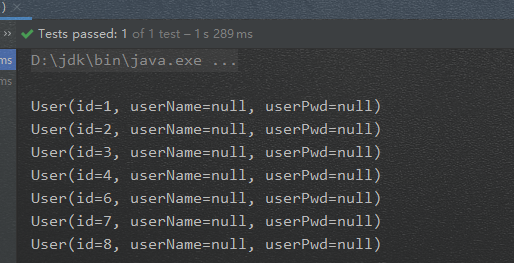 )
Tests passed: 1 of 1 test – 1 s 289 ms
ms
D:\jdk\bin\java.exe ...
ms
User(id=1, userName=null, userPwd=null)
User(id=2, userName=null, userPwd=null)
User(id=3, userName=null, userPwd=null)
User(id=4, userName=null, userPwd=null)
User(id=6, userName=null, userPwd=null)
User(id=7, userName=null, userPwd=null)
User(id=8, userName=null, userPwd=null)